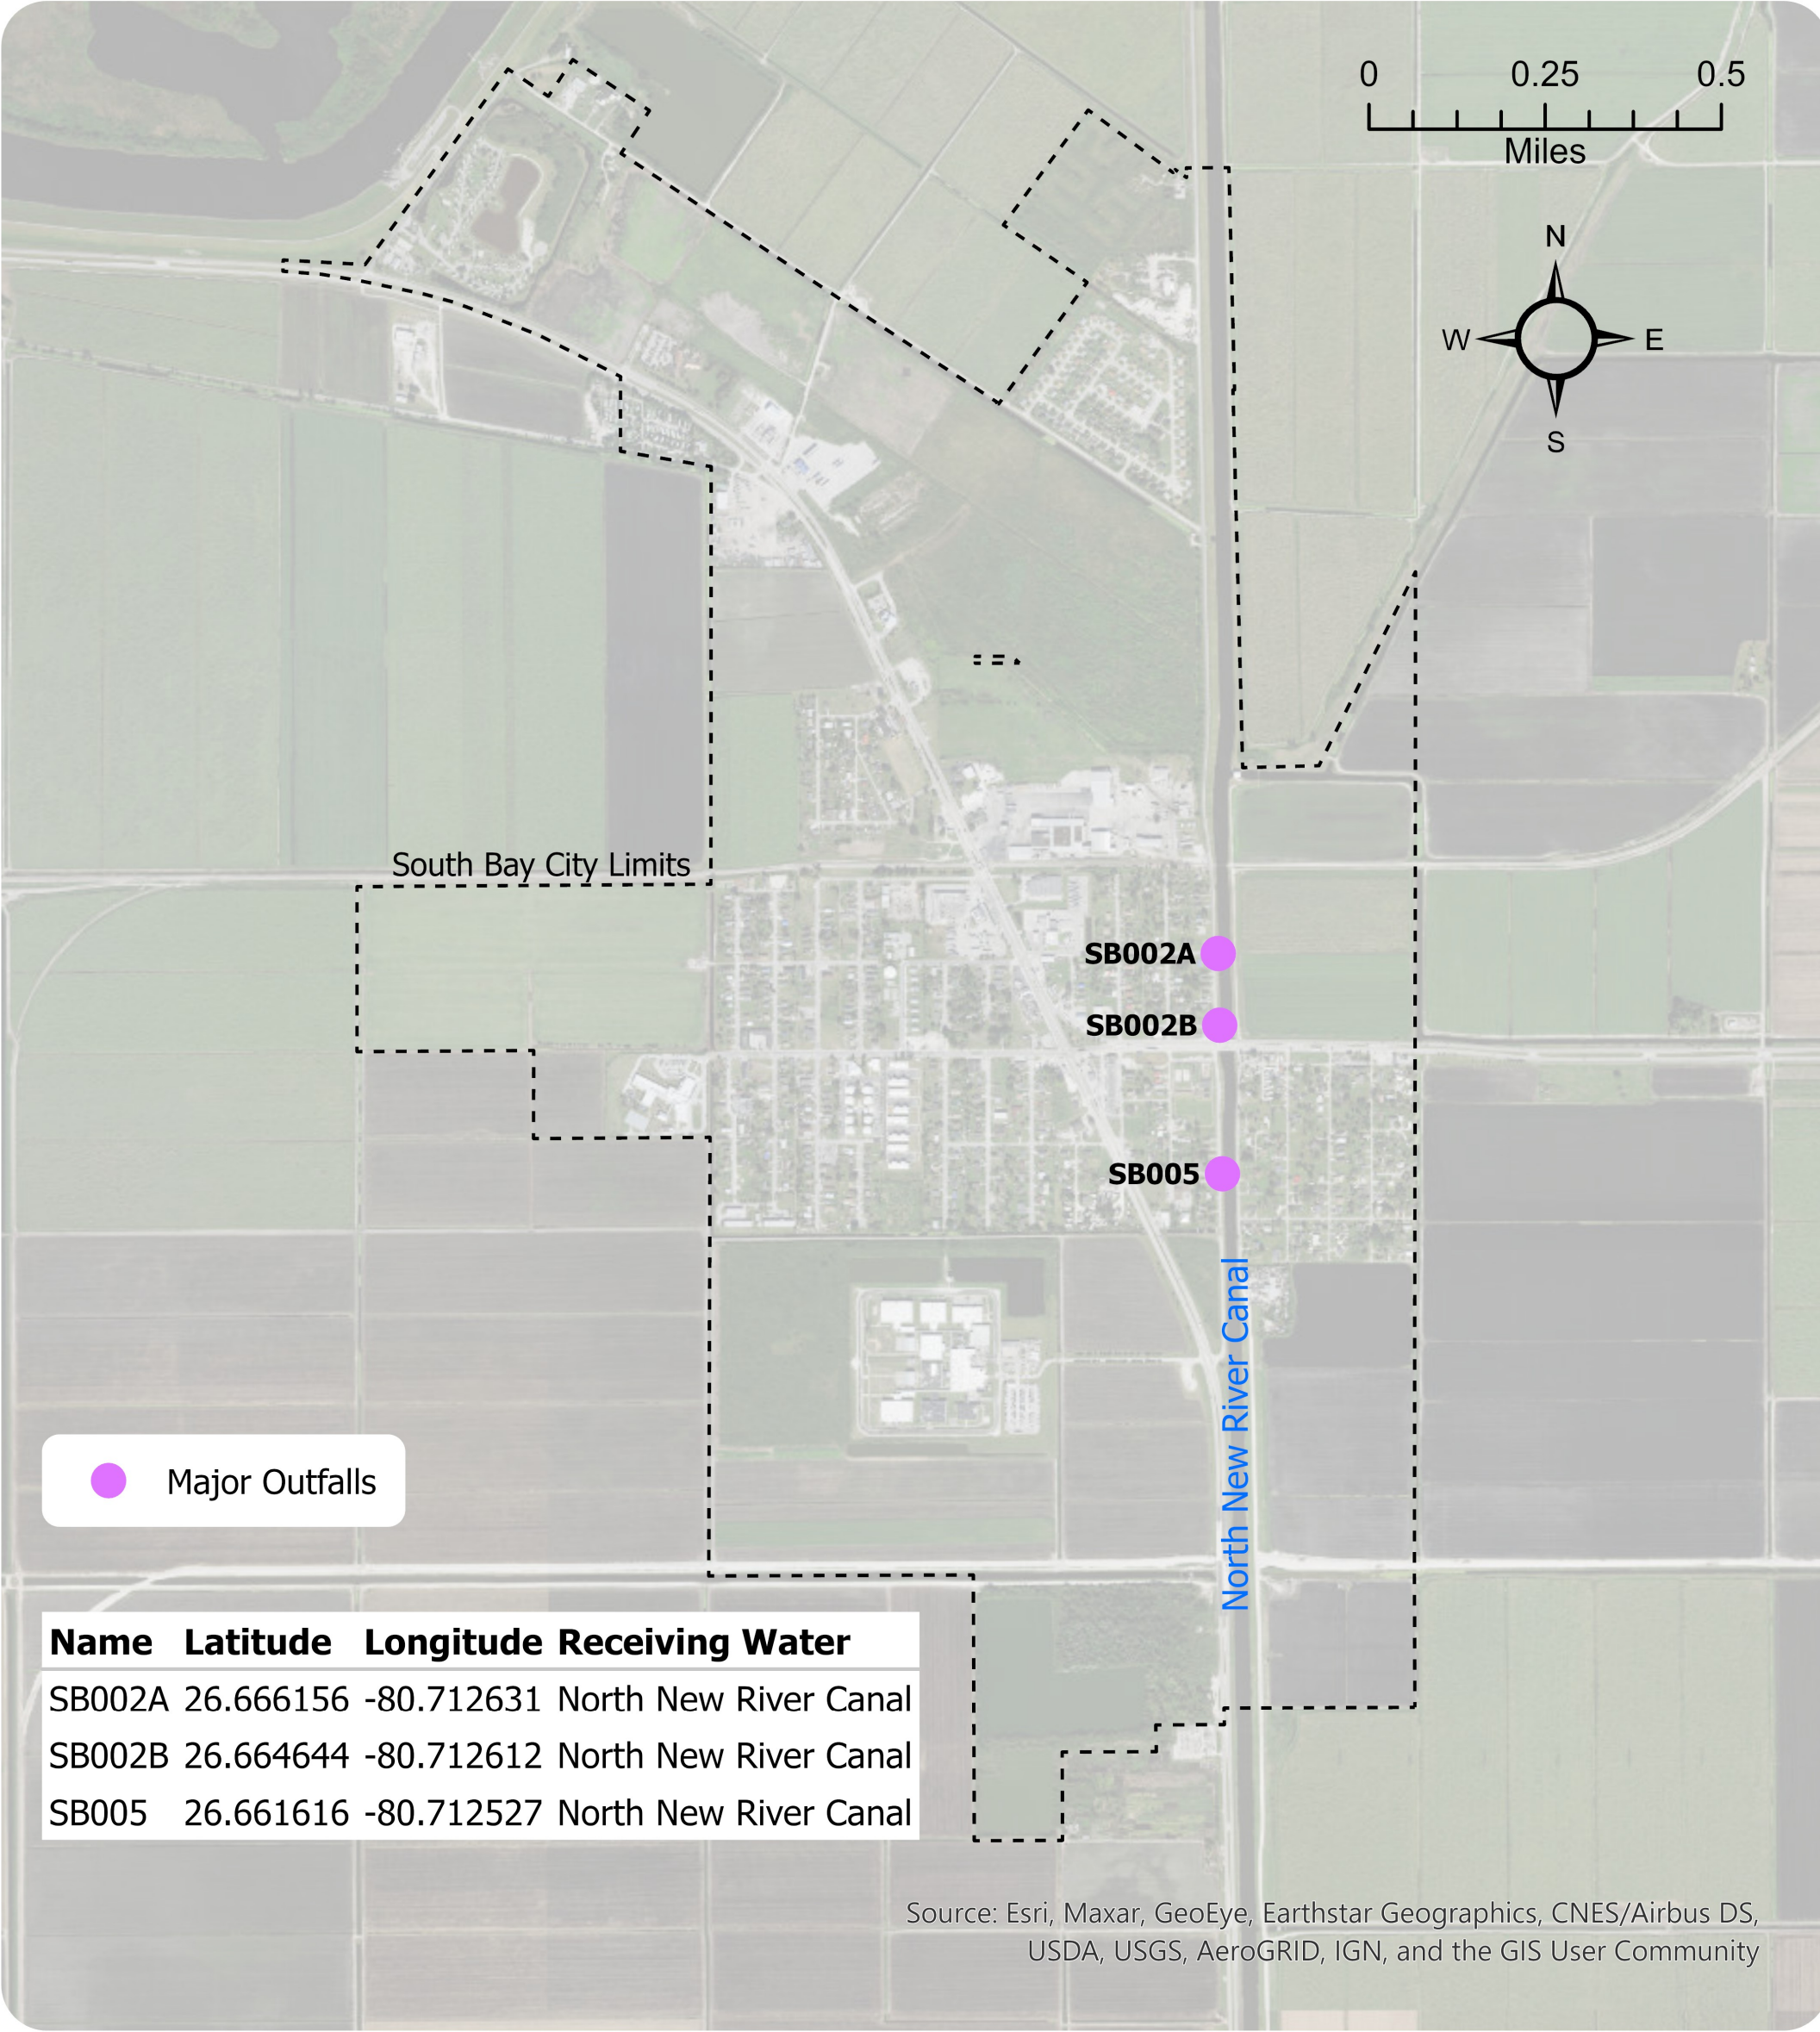 0 0.25 0.5
Miles
N
W E
S
South Bay City Limits
SB002A
SB002B
SB005
North New River Canal
Major Outfalls
Name Latitude Longitude Receiving Water
SB002A 26.666156 -80.712631 North New River Canal
SB002B 26.664644 -80.712612 North New River Canal
SB005 26.661616 -80.712527 North New River Canal
Source: Esri, Maxar, GeoEye, Earthstar Geographics, CNES/Airbus DS,
USDA, USGS, AeroGRID, IGN, and the GIS User Community